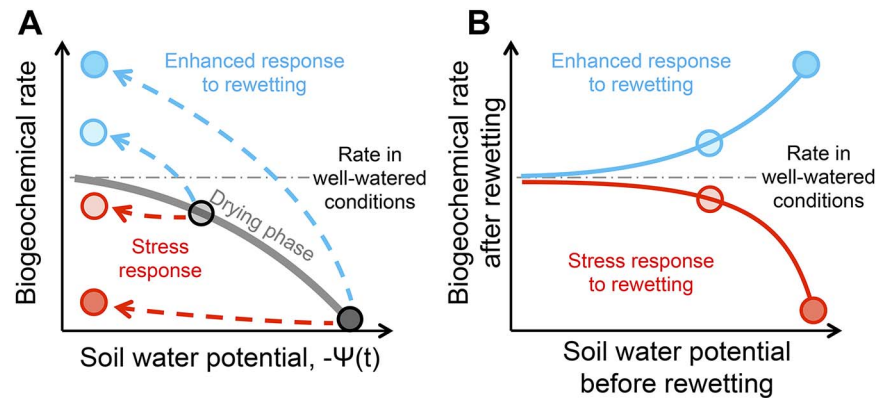 A
Biogeochemical rate
Enhanced response
to rewetting
Rate in
well-watered
conditions
Drying phase
Stress
response
Soil water potential, -Ψ(t)
B
Biogeochemical rate
after rewetting
Enhanced response
to rewetting
Rate in
well-watered
conditions
Stress response
to rewetting
Soil water potential
before rewetting